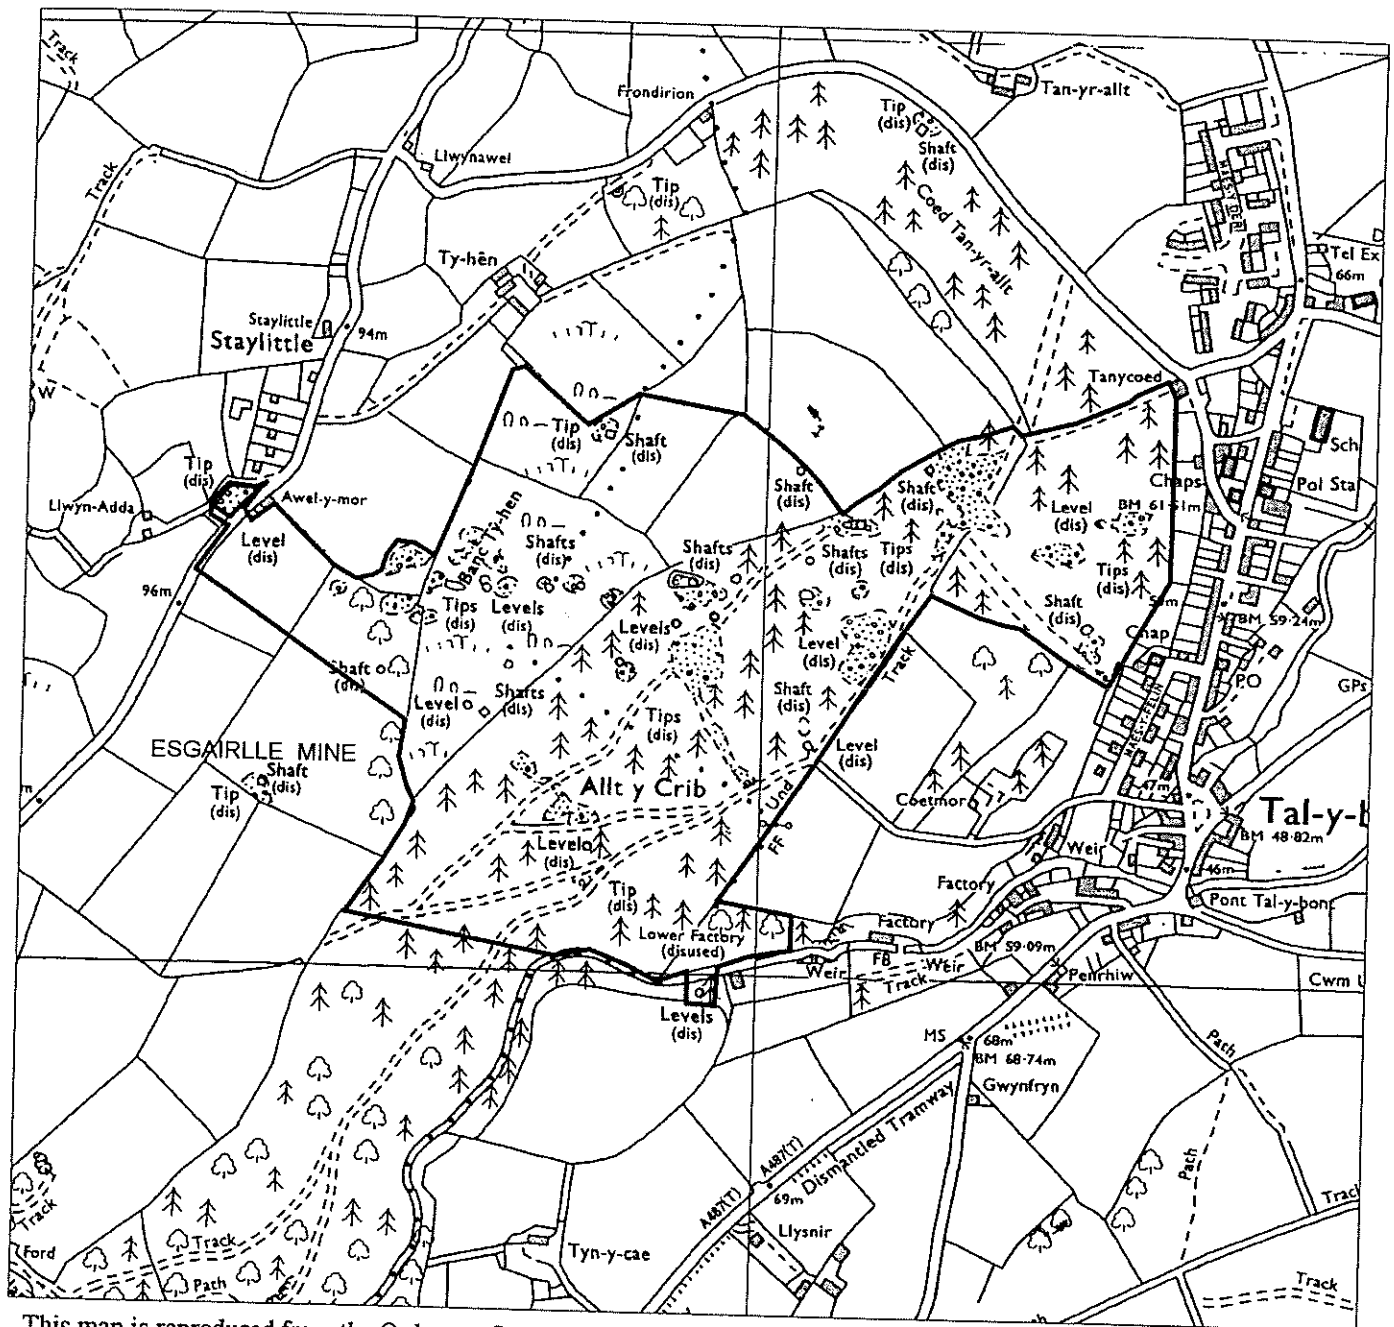 Track
Frondirion
Tip
(dis)
Shaft
(dis)
Tan-yr-allt
Llwynawel
Track
Tip
(dis)
Coed Tan-yr-allt
MAES-Y-DERI
Ty-hên
Tel Ex
66m
Staylittle
Staylittle
94m
W
Tanycoed
Tip
(dis)
Shaft
(dis)
Sch
Tip
(dis)
Awel-y-mor
Llwyn-Adda
Level
(dis)
Banc Ty-hen
Shaft
(dis)
Shaft
(dis)
Chaps
Pol Sta
Level
(dis)
BM 61·51m
Shafts
(dis)
Shafts
(dis)
Shafts
(dis)
Tips
(dis)
Tips
(dis)
96m
Tips
(dis)
Levels
(dis)
Shaft
(dis)
BM 59·24m
Levels
(dis)
Level
(dis)
Chap
Shaft
(dis)
Track
PO
GPs
Level
(dis)
Shafts
(dis)
Shaft
(dis)
MAES-Y-FELIN
Tips
(dis)
Level
(dis)
ESGAIRLLE MINE
Shaft
(dis)
Tip
(dis)
m
Allt y Crib
Und
FF
Coetmor
47m
Tal-y-b
BM 48·82m
Level
(dis)
Weir
46m
Tip
(dis)
Factory
Pont Tal-y-bont
Lower Factory
(disused)
Factory
BM 59·09m
Weir
FB
Weir
Track
Penrhiw
Cwm
Levels
(dis)
MS
68m
BM 68·74m
Path
Gwynfryn
A487(T)
Dismantled Tramway
Path
A487(T)
69m
Llysnir
Track
Track
Ford
Track
Path
Tyn-y-cae
Track
This map is reproduced from the